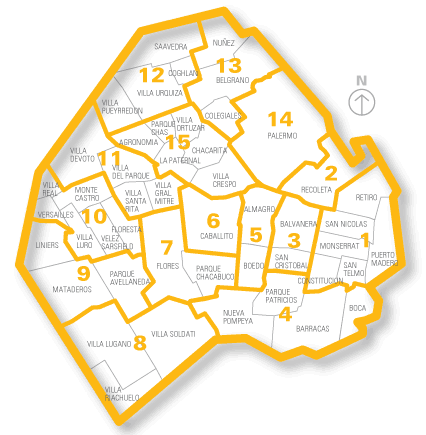 SAAVEDRA
NUÑEZ
12
COGHLAN
13
BELGRANO
VILLA URQUIZA
N
VILLA
PUEYRREDON
COLEGIALES
14
PALERMO
PARQUE
CHAS
VILLA
ORTUZAR
AGRONOMIA
15
CHACARITA
LA PATERNAL
VILLA
DEVOTO
11
VILLA
DEL PARQUE
VILLA
CRESPO
2
RECOLETA
VILLA
REAL
MONTE
CASTRO
VILLA
SANTA
RITA
VILLA
GRAL
MITRE
RETIRO
VERSALLES
10
ALMAGRO
6
CABALLITO
5
BALVANERA
3
SAN NICOLAS
1
MONSERRAT
FLORESTA
LINIERS
VILLA
LURO
VELEZ
SARSFIELD
7
FLORES
BOEDO
SAN
CRISTOBAL
SAN
TELMO
PUERTO
MADERO
9
MATADEROS
PARQUE
AVELLANEDA
PARQUE
CHACABUCO
CONSTITUCIÓN
PARQUE
PATRICIOS
4
NUEVA
POMPEYA
BOCA
BARRACAS
VILLA SOLDATI
VILLA LUGANO
8
VILLA
RIACHUELO